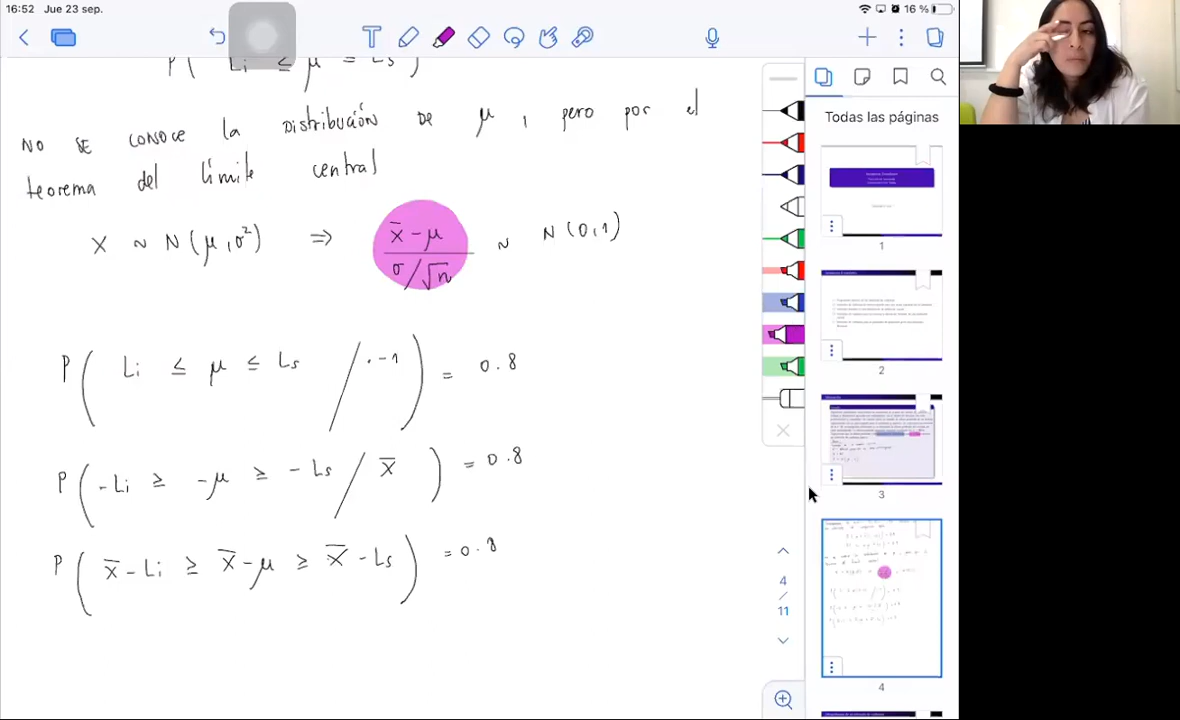 16:52 Jue 23 sep.
16 %
P( Li ≤ μ = Ls )
NO SE CONOCE la DIstribución DE μ , pero por el
teorema del límite central
X ~ N(μ,σ²) ⇒ x̄-μ / σ/√n ~ N(0,1)
P( Li ≤ μ ≤ Ls / ·-1 ) = 0.8
P( -Li ≥ -μ ≥ -Ls / x̄ ) = 0.8
P( x̄-Li ≥ x̄-μ ≥ x̄-Ls ) = 0.8
4
/
11
Todas las páginas
1
2
3
4